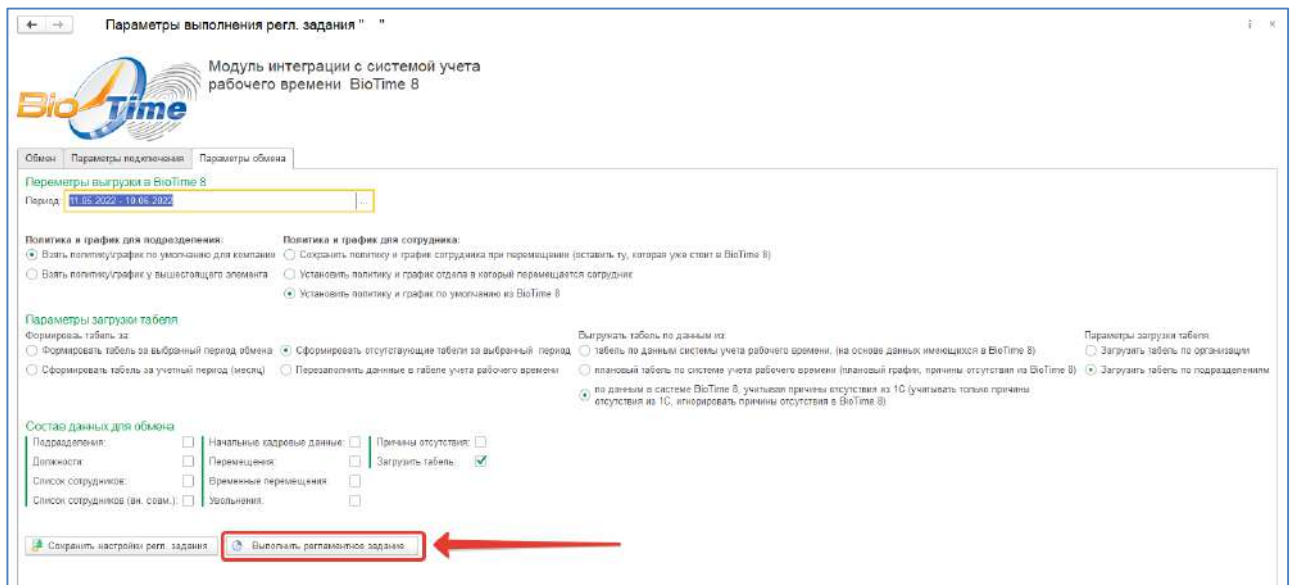 Параметры выполнения регл. задания " "
Модуль интеграции с системой учета
рабочего времени BioTime 8
BioTime
Обмен Параметры подключения Параметры обмена
Переметры выгрузки в BioTime 8
Период: 11.05.2022 - 10.06.2022 ...
Политика и график для подразделения: Политика и график для сотрудника:
Взять политику\график по умолчанию для компании Сохранить политику и график сотрудника при перемещении (оставить ту, которая уже стоит в BioTime 8)
Взять политику\график у вышестоящего элемента Установить политику и график отдела в который перемещается сотрудник
Установить политику и график по умолчанию из BioTime 8
Параметры загрузки табеля
Формировать табель за: Выгружать табель по данным из: Параметры загрузки табеля
Формировать табель за выбранный период обмена Сформировать отсутствующие табели за выбранный период табель по данным системы учета рабочего времени, (на основе данных имеющихся в BioTime 8) Загрузить табель по организации
Сформировать табель за учетный период (месяц) Перезаполнить данные в табеле учета рабочего времени плановый табель по системе учета рабочего времени (плановый график, причины отсутствия из BioTime 8) Загрузить табель по подразделениям
по данным в системе BioTime 8, учитывая причины отсутствия из 1С (учитывать только причины
отсутствия из 1С, игнорировать причины отсутствия в BioTime 8)
Состав данных для обмена
Подразделения: Начальные кадровые данные: Причины отсутствия:
Должности: Перемещения: Загрузить табель:
Список сотрудников: Временные перемещения:
Список сотрудников (вн. совм.): Увольнения:
Сохранить настройки регл. задания Выполнить регламентное задание